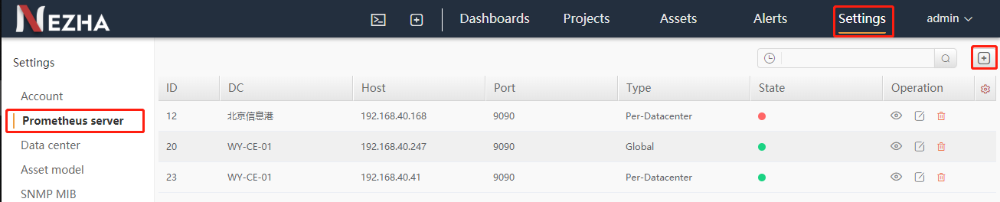 NEZHA Dashboards Projects Assets Alerts Settings admin
Settings
Account
Prometheus server
Data center
Asset model
SNMP MIB
ID DC Host Port Type State Operation
12 北京信息港 192.168.40.168 9090 Per-Datacenter
20 WY-CE-01 192.168.40.247 9090 Global
23 WY-CE-01 192.168.40.41 9090 Per-Datacenter